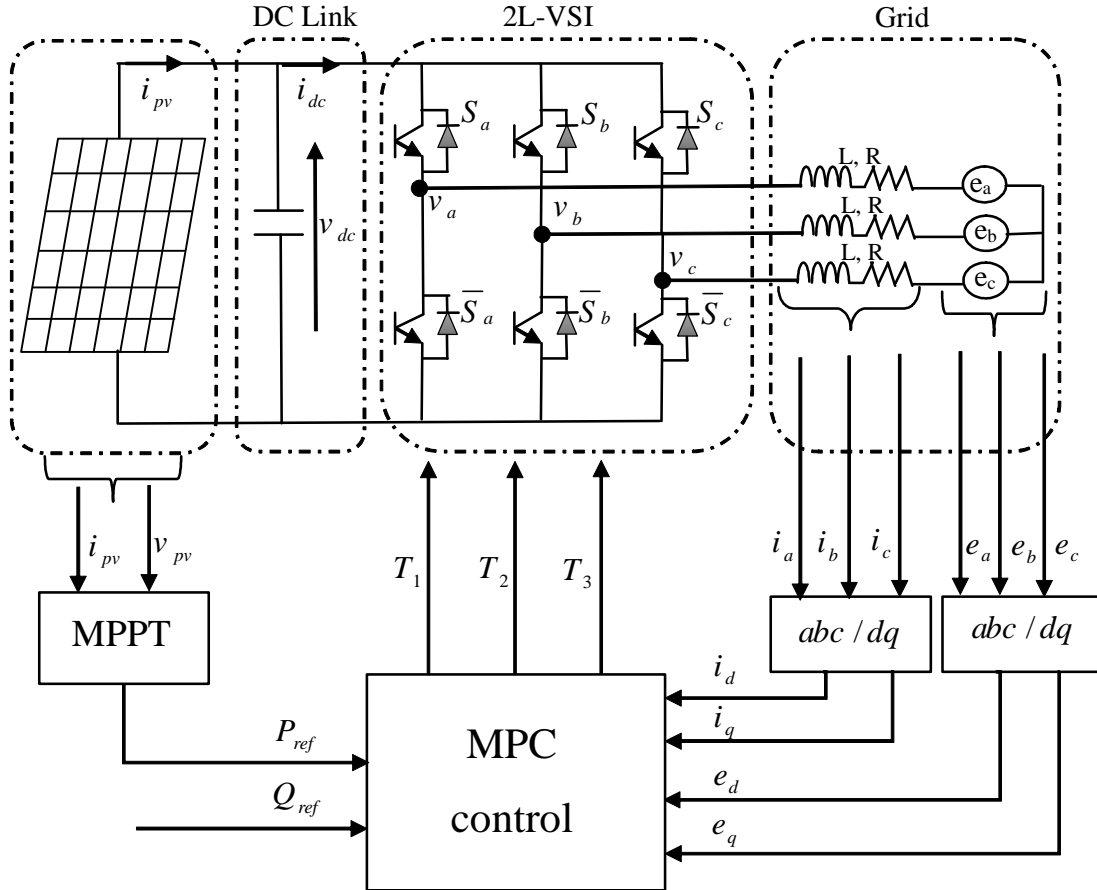 DC Link
2L-VSI
Grid
i_pv
i_dc
S_a
S_b
S_c
L, R
e_a
v_a
v_b
v_dc
L, R
e_b
v_c
L, R
e_c
S̅_a
S̅_b
S̅_c
i_pv
v_pv
T_1
T_2
T_3
i_a
i_b
i_c
e_a
e_b
e_c
MPPT
abc / dq
abc / dq
i_d
P_ref
i_q
MPC
control
Q_ref
e_d
e_q